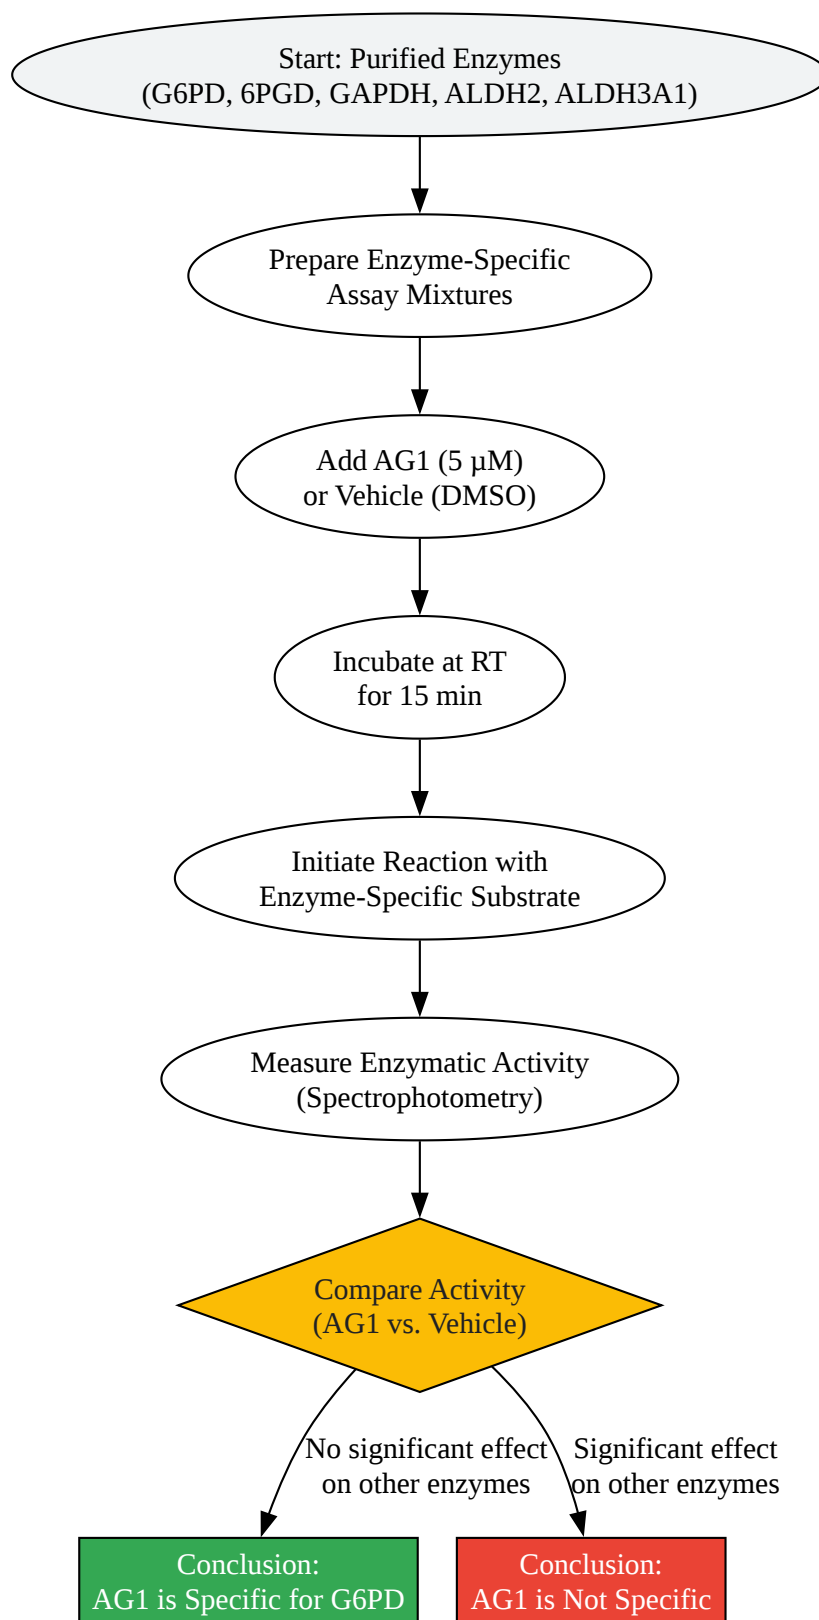 Start: Purified Enzymes
(G6PD, 6PGD, GAPDH, ALDH2, ALDH3A1)
Prepare Enzyme-Specific
Assay Mixtures
Add AG1 (5 µM)
or Vehicle (DMSO)
Incubate at RT
for 15 min
Initiate Reaction with
Enzyme-Specific Substrate
Measure Enzymatic Activity
(Spectrophotometry)
Compare Activity
(AG1 vs. Vehicle)
No significant effect
on other enzymes
Significant effect
on other enzymes
Conclusion:
AG1 is Specific for G6PD
Conclusion:
AG1 is Not Specific